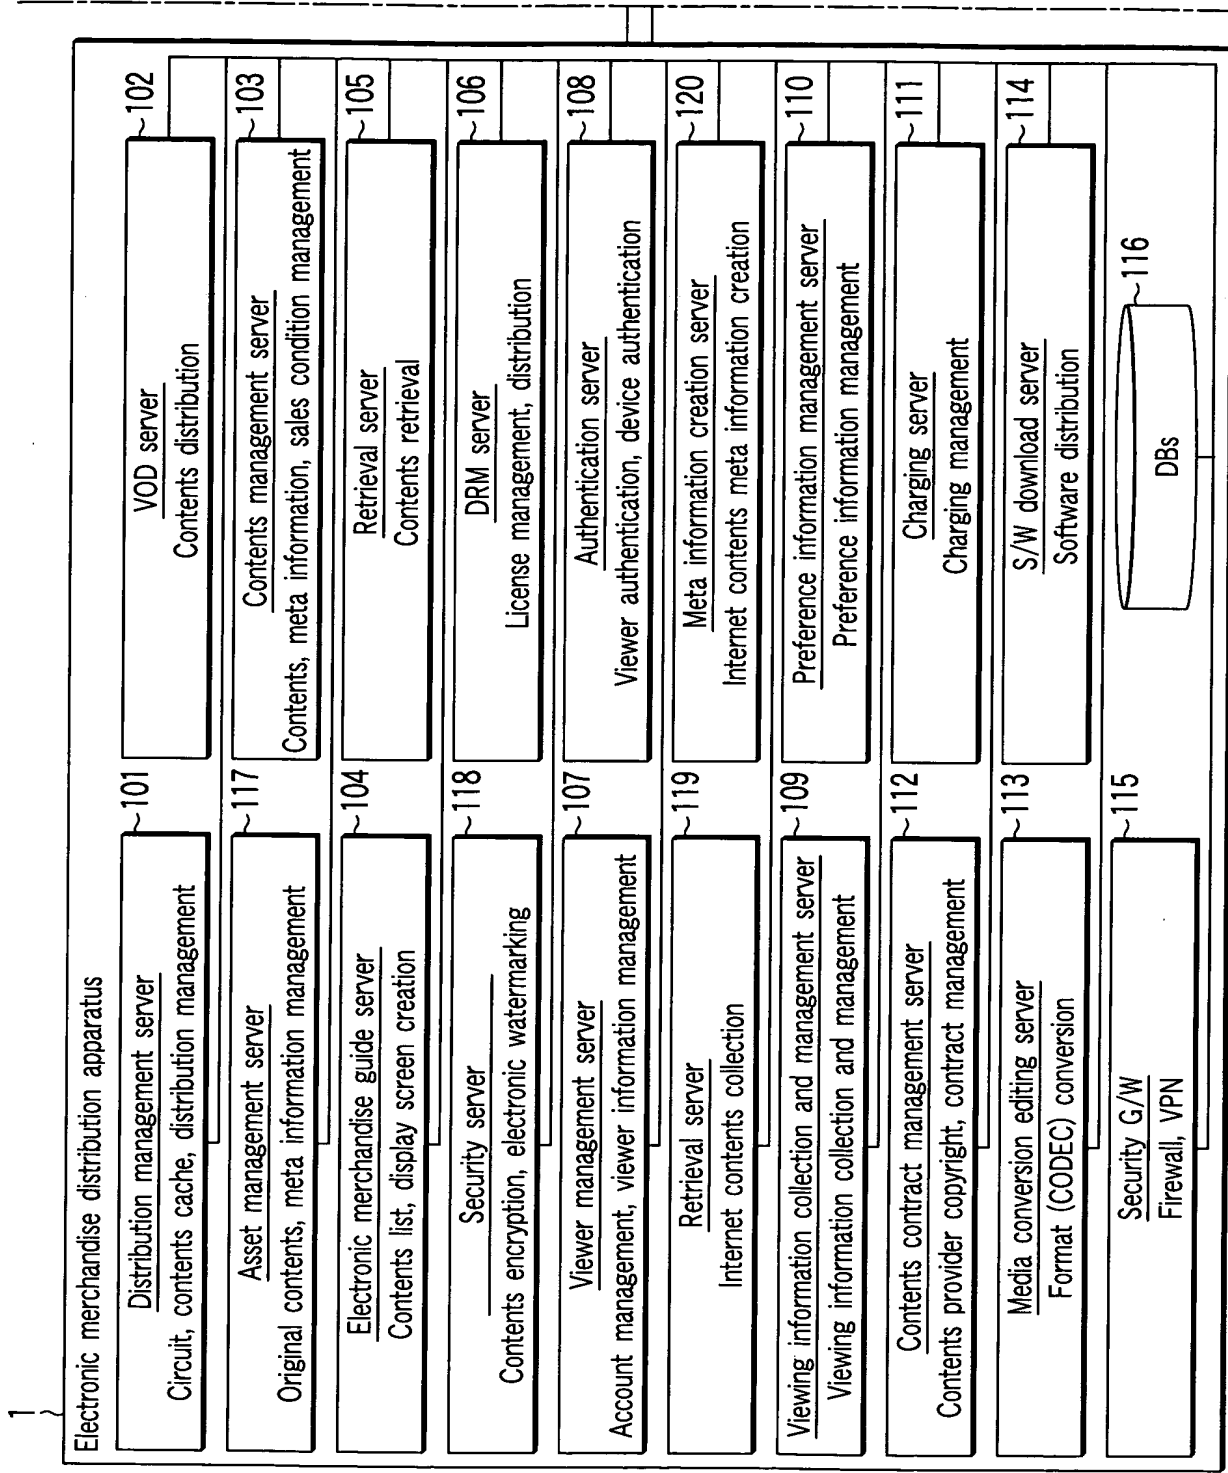 1
Electronic merchandise distribution apparatus
101
Distribution management server
Circuit, contents cache, distribution management
102
VOD server
Contents distribution
117
Asset management server
Original contents, meta information management
103
Contents management server
Contents, meta information, sales condition management
104
Electronic merchandise guide server
Contents list, display screen creation
105
Retrieval server
Contents retrieval
118
Security server
Contents encryption, electronic watermarking
106
DRM server
License management, distribution
107
Viewer management server
Account management, viewer information management
108
Authentication server
Viewer authentication, device authentication
119
Retrieval server
Internet contents collection
120
Meta information creation server
Internet contents meta information creation
109
Viewing information collection and management server
Viewing information collection and management
110
Preference information management server
Preference information management
112
Contents contract management server
Contents provider copyright, contract management
111
Charging server
Charging management
113
Media conversion editing server
Format (CODEC) conversion
114
S/W download server
Software distribution
115
Security G/W
Firewall, VPN
116
DBs